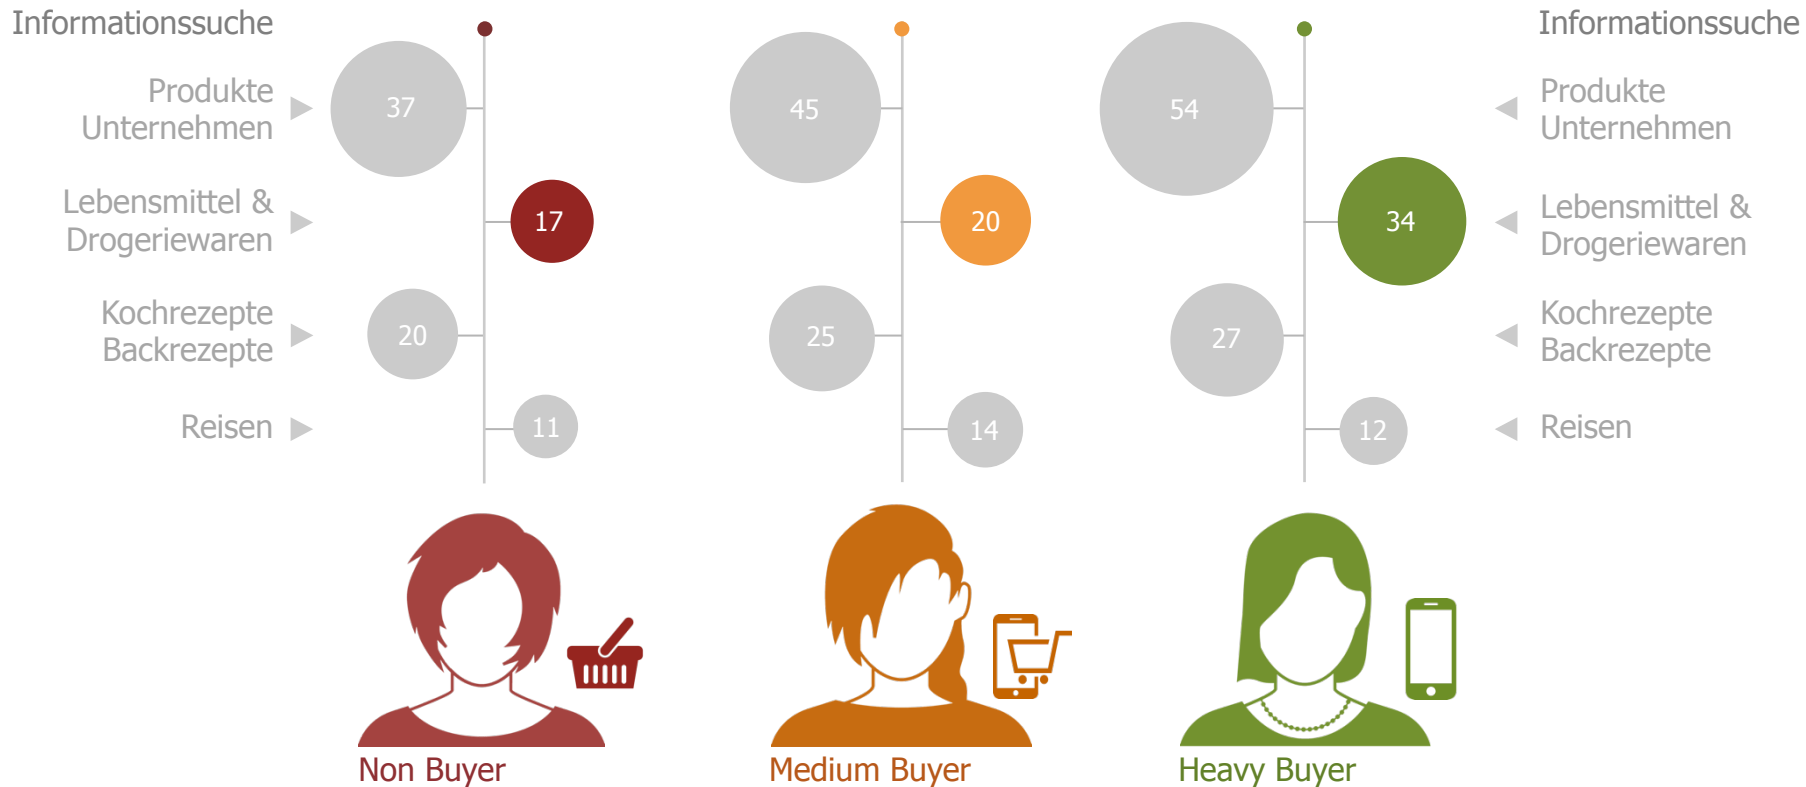 Informationssuche
Informationssuche
Produkte
Unternehmen
37
45
54
Produkte
Unternehmen
Lebensmittel &
Drogeriewaren
17
20
34
Lebensmittel &
Drogeriewaren
Kochrezepte
Backrezepte
20
25
27
Kochrezepte
Backrezepte
Reisen
11
14
12
Reisen
Non Buyer
Medium Buyer
Heavy Buyer